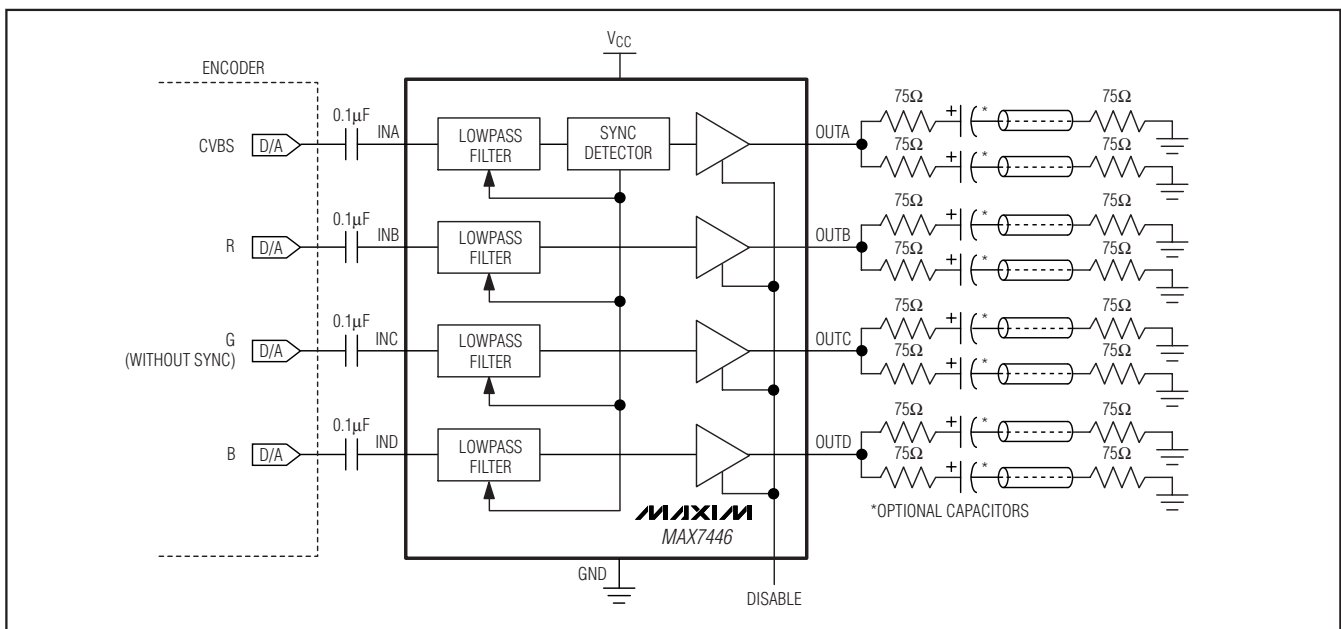 VCC
ENCODER
CVBS
D/A
0.1µF
INA
LOWPASS
FILTER
SYNC
DETECTOR
OUTA
75Ω
+
*
75Ω
75Ω
+
*
75Ω
R
D/A
0.1µF
INB
LOWPASS
FILTER
OUTB
75Ω
+
*
75Ω
75Ω
+
*
75Ω
G
(WITHOUT SYNC)
D/A
0.1µF
INC
LOWPASS
FILTER
OUTC
75Ω
+
*
75Ω
75Ω
+
*
75Ω
B
D/A
0.1µF
IND
LOWPASS
FILTER
OUTD
75Ω
+
*
75Ω
75Ω
+
*
75Ω
MAXIM
MAX7446
*OPTIONAL CAPACITORS
GND
DISABLE